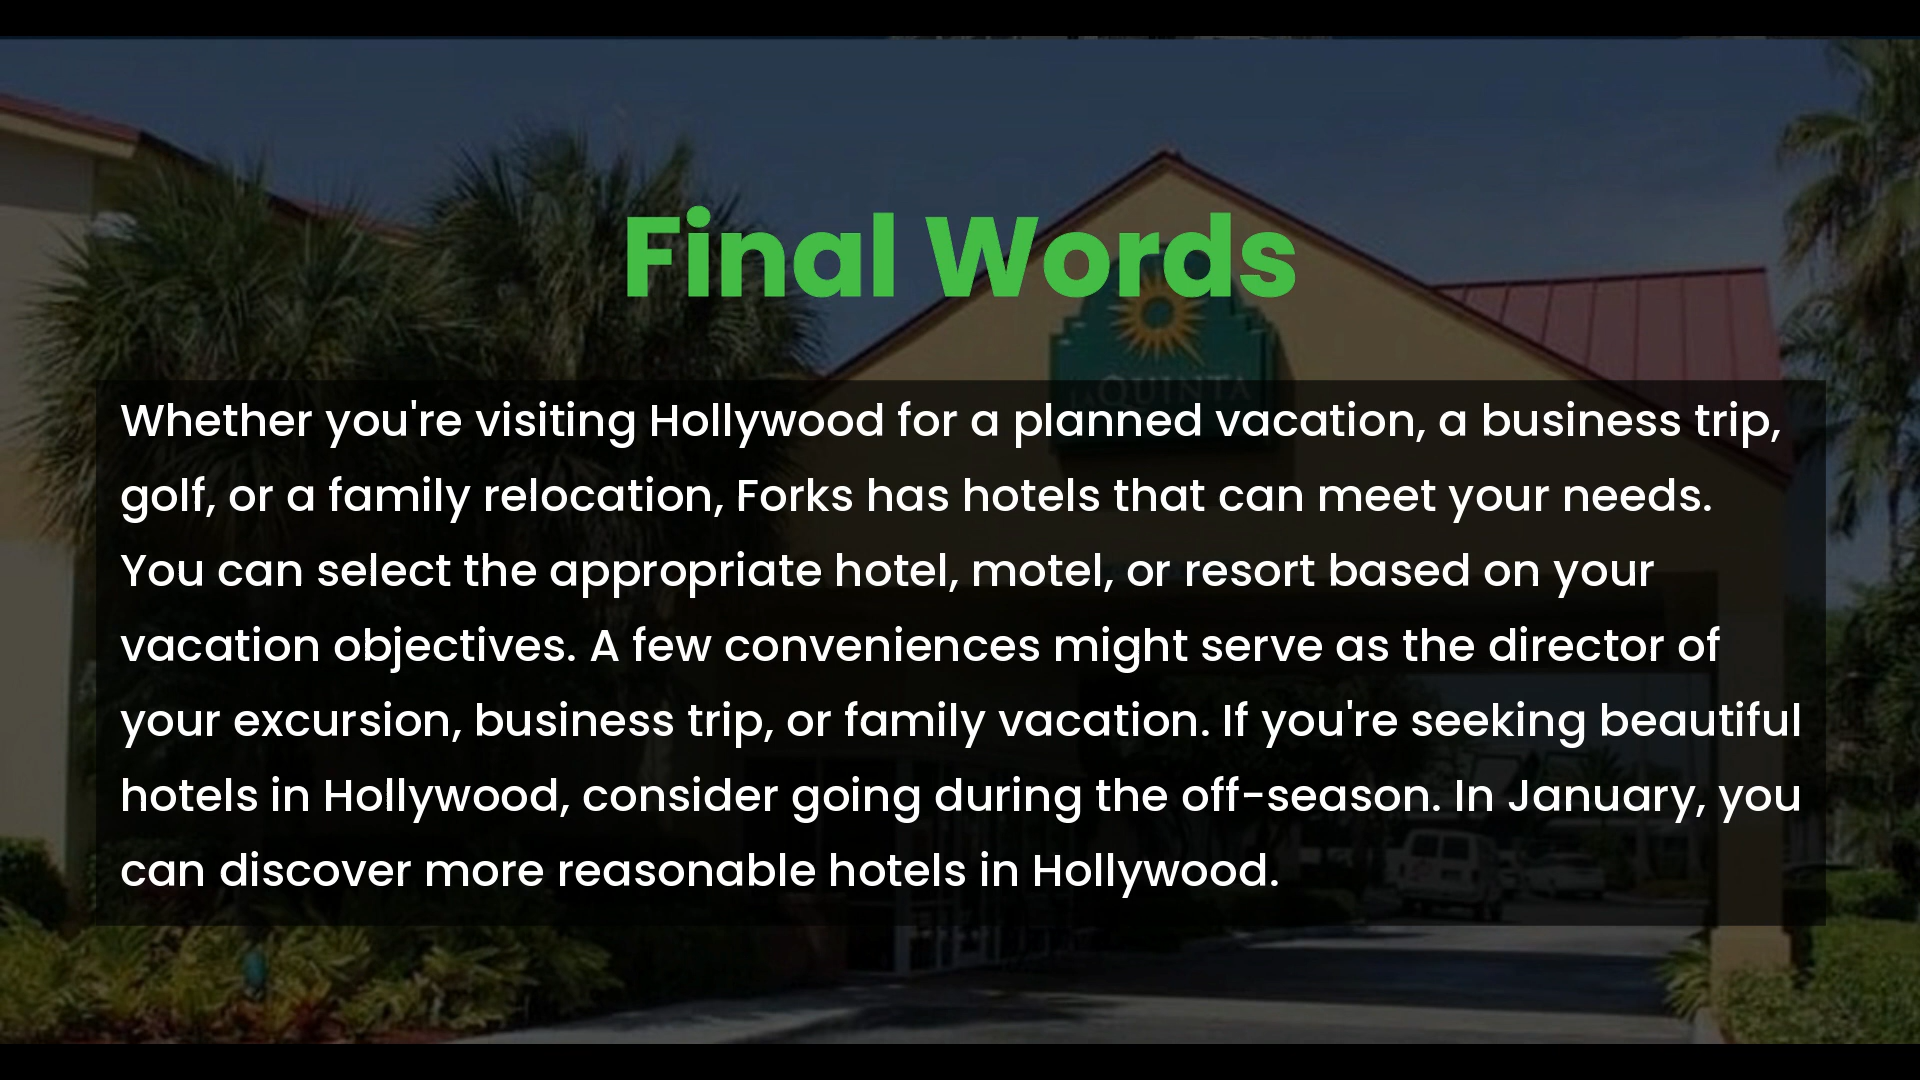 Final Words
QUINTA
Whether you're visiting Hollywood for a planned vacation, a business trip,
golf, or a family relocation, Forks has hotels that can meet your needs.
You can select the appropriate hotel, motel, or resort based on your
vacation objectives. A few conveniences might serve as the director of
your excursion, business trip, or family vacation. If you're seeking beautiful
hotels in Hollywood, consider going during the off-season. In January, you
can discover more reasonable hotels in Hollywood.